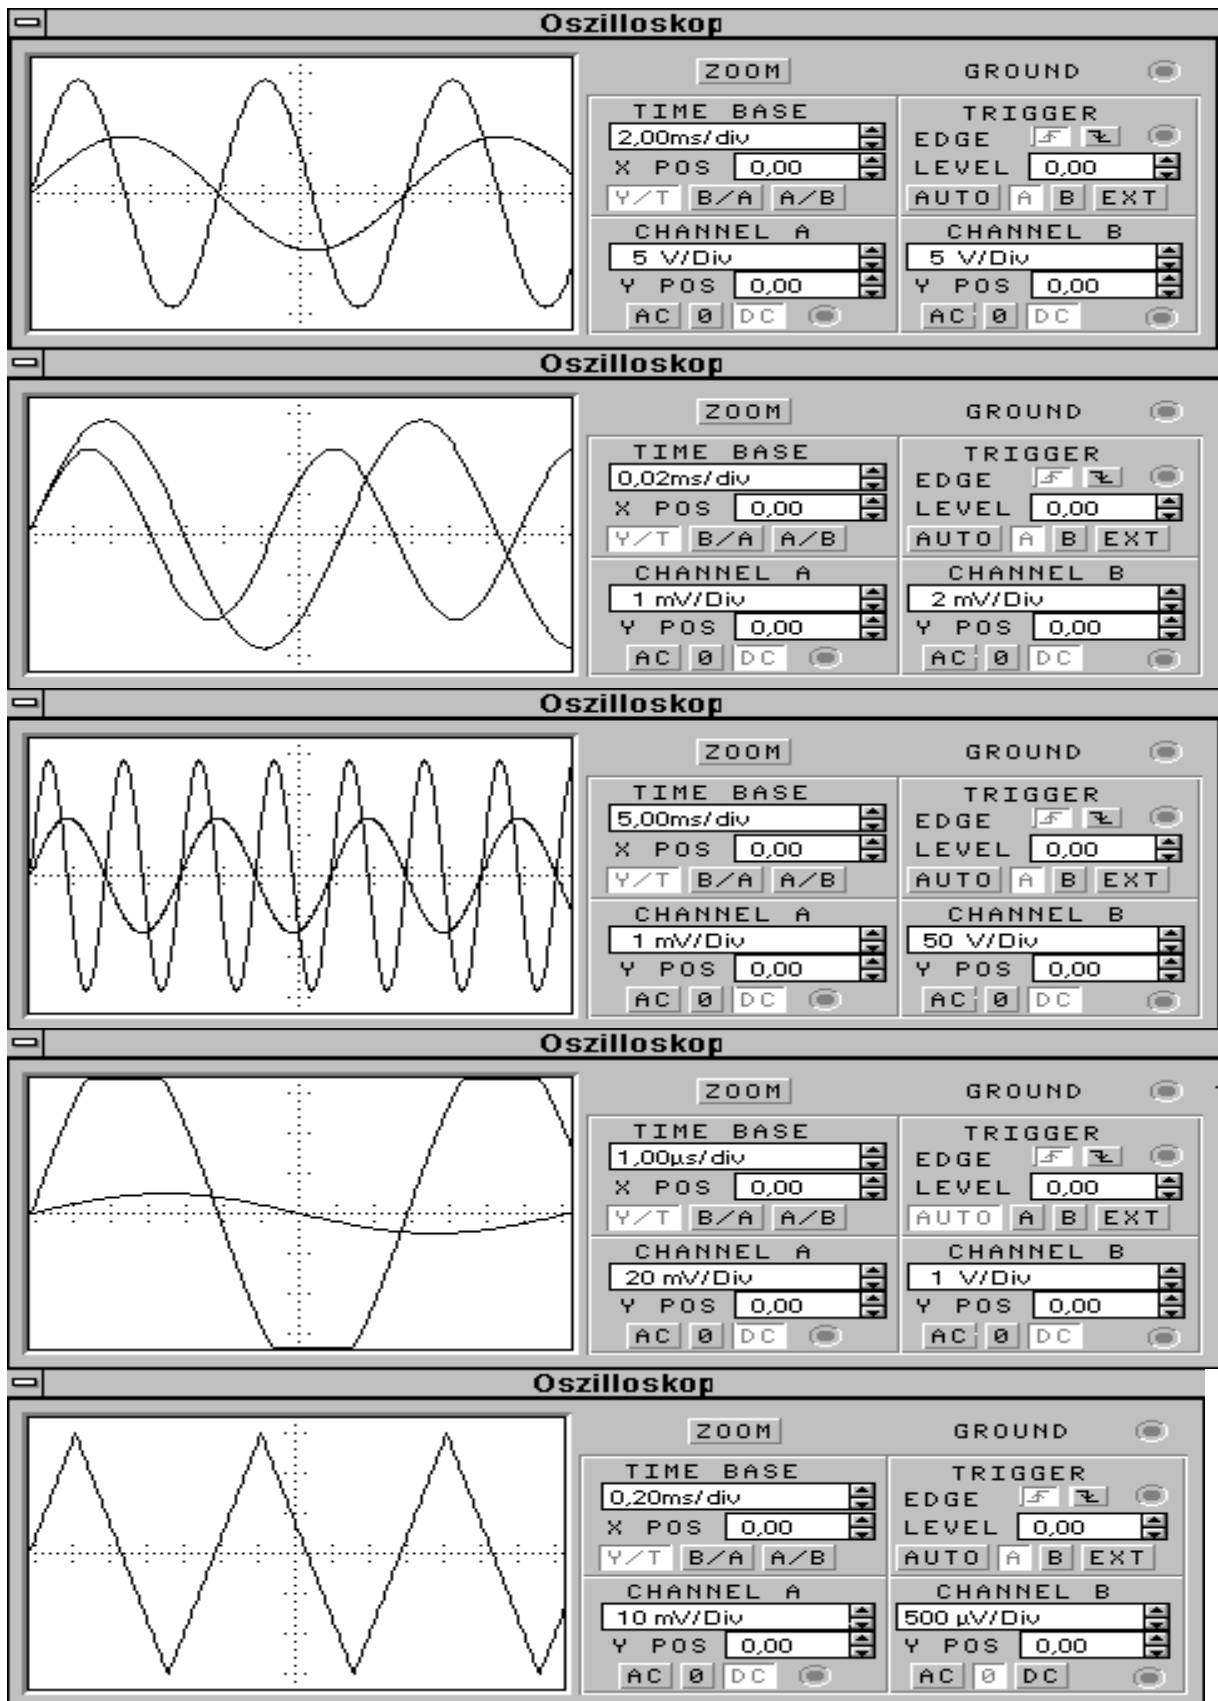 Oszilloskop
ZOOM GROUND
TIME BASE TRIGGER
2,00ms/div EDGE
X POS 0,00 LEVEL 0,00
Y/T B/A A/B AUTO A B EXT
CHANNEL A CHANNEL B
5 V/Div 5 V/Div
Y POS 0,00 Y POS 0,00
AC 0 DC AC 0 DC
Oszilloskop
ZOOM GROUND
TIME BASE TRIGGER
0,02ms/div EDGE
X POS 0,00 LEVEL 0,00
Y/T B/A A/B AUTO A B EXT
CHANNEL A CHANNEL B
1 mV/Div 2 mV/Div
Y POS 0,00 Y POS 0,00
AC 0 DC AC 0 DC
Oszilloskop
ZOOM GROUND
TIME BASE TRIGGER
5,00ms/div EDGE
X POS 0,00 LEVEL 0,00
Y/T B/A A/B AUTO A B EXT
CHANNEL A CHANNEL B
1 mV/Div 50 V/Div
Y POS 0,00 Y POS 0,00
AC 0 DC AC 0 DC
Oszilloskop
ZOOM GROUND
TIME BASE TRIGGER
1,00µs/div EDGE
X POS 0,00 LEVEL 0,00
Y/T B/A A/B AUTO A B EXT
CHANNEL A CHANNEL B
20 mV/Div 1 V/Div
Y POS 0,00 Y POS 0,00
AC 0 DC AC 0 DC
Oszilloskop
ZOOM GROUND
TIME BASE TRIGGER
0,20ms/div EDGE
X POS 0,00 LEVEL 0,00
Y/T B/A A/B AUTO A B EXT
CHANNEL A CHANNEL B
10 mV/Div 500 µV/Div
Y POS 0,00 Y POS 0,00
AC 0 DC AC 0 DC